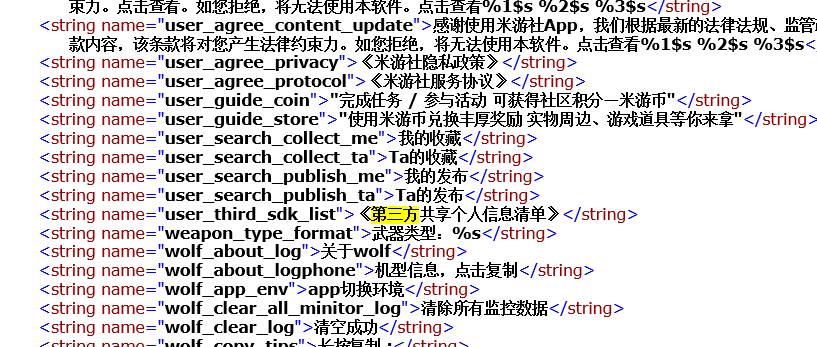 束力。点击查看。如您拒绝，将无法使用本软件。点击查看%1$s %2$s %3$s</string>
<string name="user_agree_content_update">感谢使用米游社App，我们根据最新的法律法规、监管
款内容，该条款将对您产生法律约束力。如您拒绝，将无法使用本软件。点击查看%1$s %2$s %3$s<
<string name="user_agree_privacy">《米游社隐私政策》</string>
<string name="user_agree_protocol">《米游社服务协议》</string>
<string name="user_guide_coin">"完成任务 / 参与活动 可获得社区积分—米游币"</string>
<string name="user_guide_store">"使用米游币兑换丰厚奖励 实物周边、游戏道具等你来拿"</string>
<string name="user_search_collect_me">我的收藏</string>
<string name="user_search_collect_ta">Ta的收藏</string>
<string name="user_search_publish_me">我的发布</string>
<string name="user_search_publish_ta">Ta的发布</string>
<string name="user_third_sdk_list">《第三方共享个人信息清单》</string>
<string name="weapon_type_format">武器类型：%s</string>
<string name="wolf_about_log">关于wolf</string>
<string name="wolf_about_logphone">机型信息，点击复制</string>
<string name="wolf_app_env">app切换环境</string>
<string name="wolf_clear_all_minitor_log">清除所有监控数据</string>
<string name="wolf_clear_log">清空成功</string>
<string name="wolf_copy_tips">长按复制：</string>